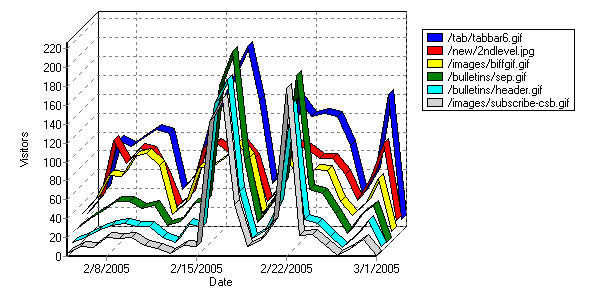 220
200
180
160
140
120
100
80
60
40
20
0
Visitors
2/8/2005
2/15/2005
2/22/2005
3/1/2005
Date
/tab/tabbar6.gif
/new/2ndlevel.jpg
/images/biffgif.gif
/bulletins/sep.gif
/bulletins/header.gif
/images/subscribe-csb.gif